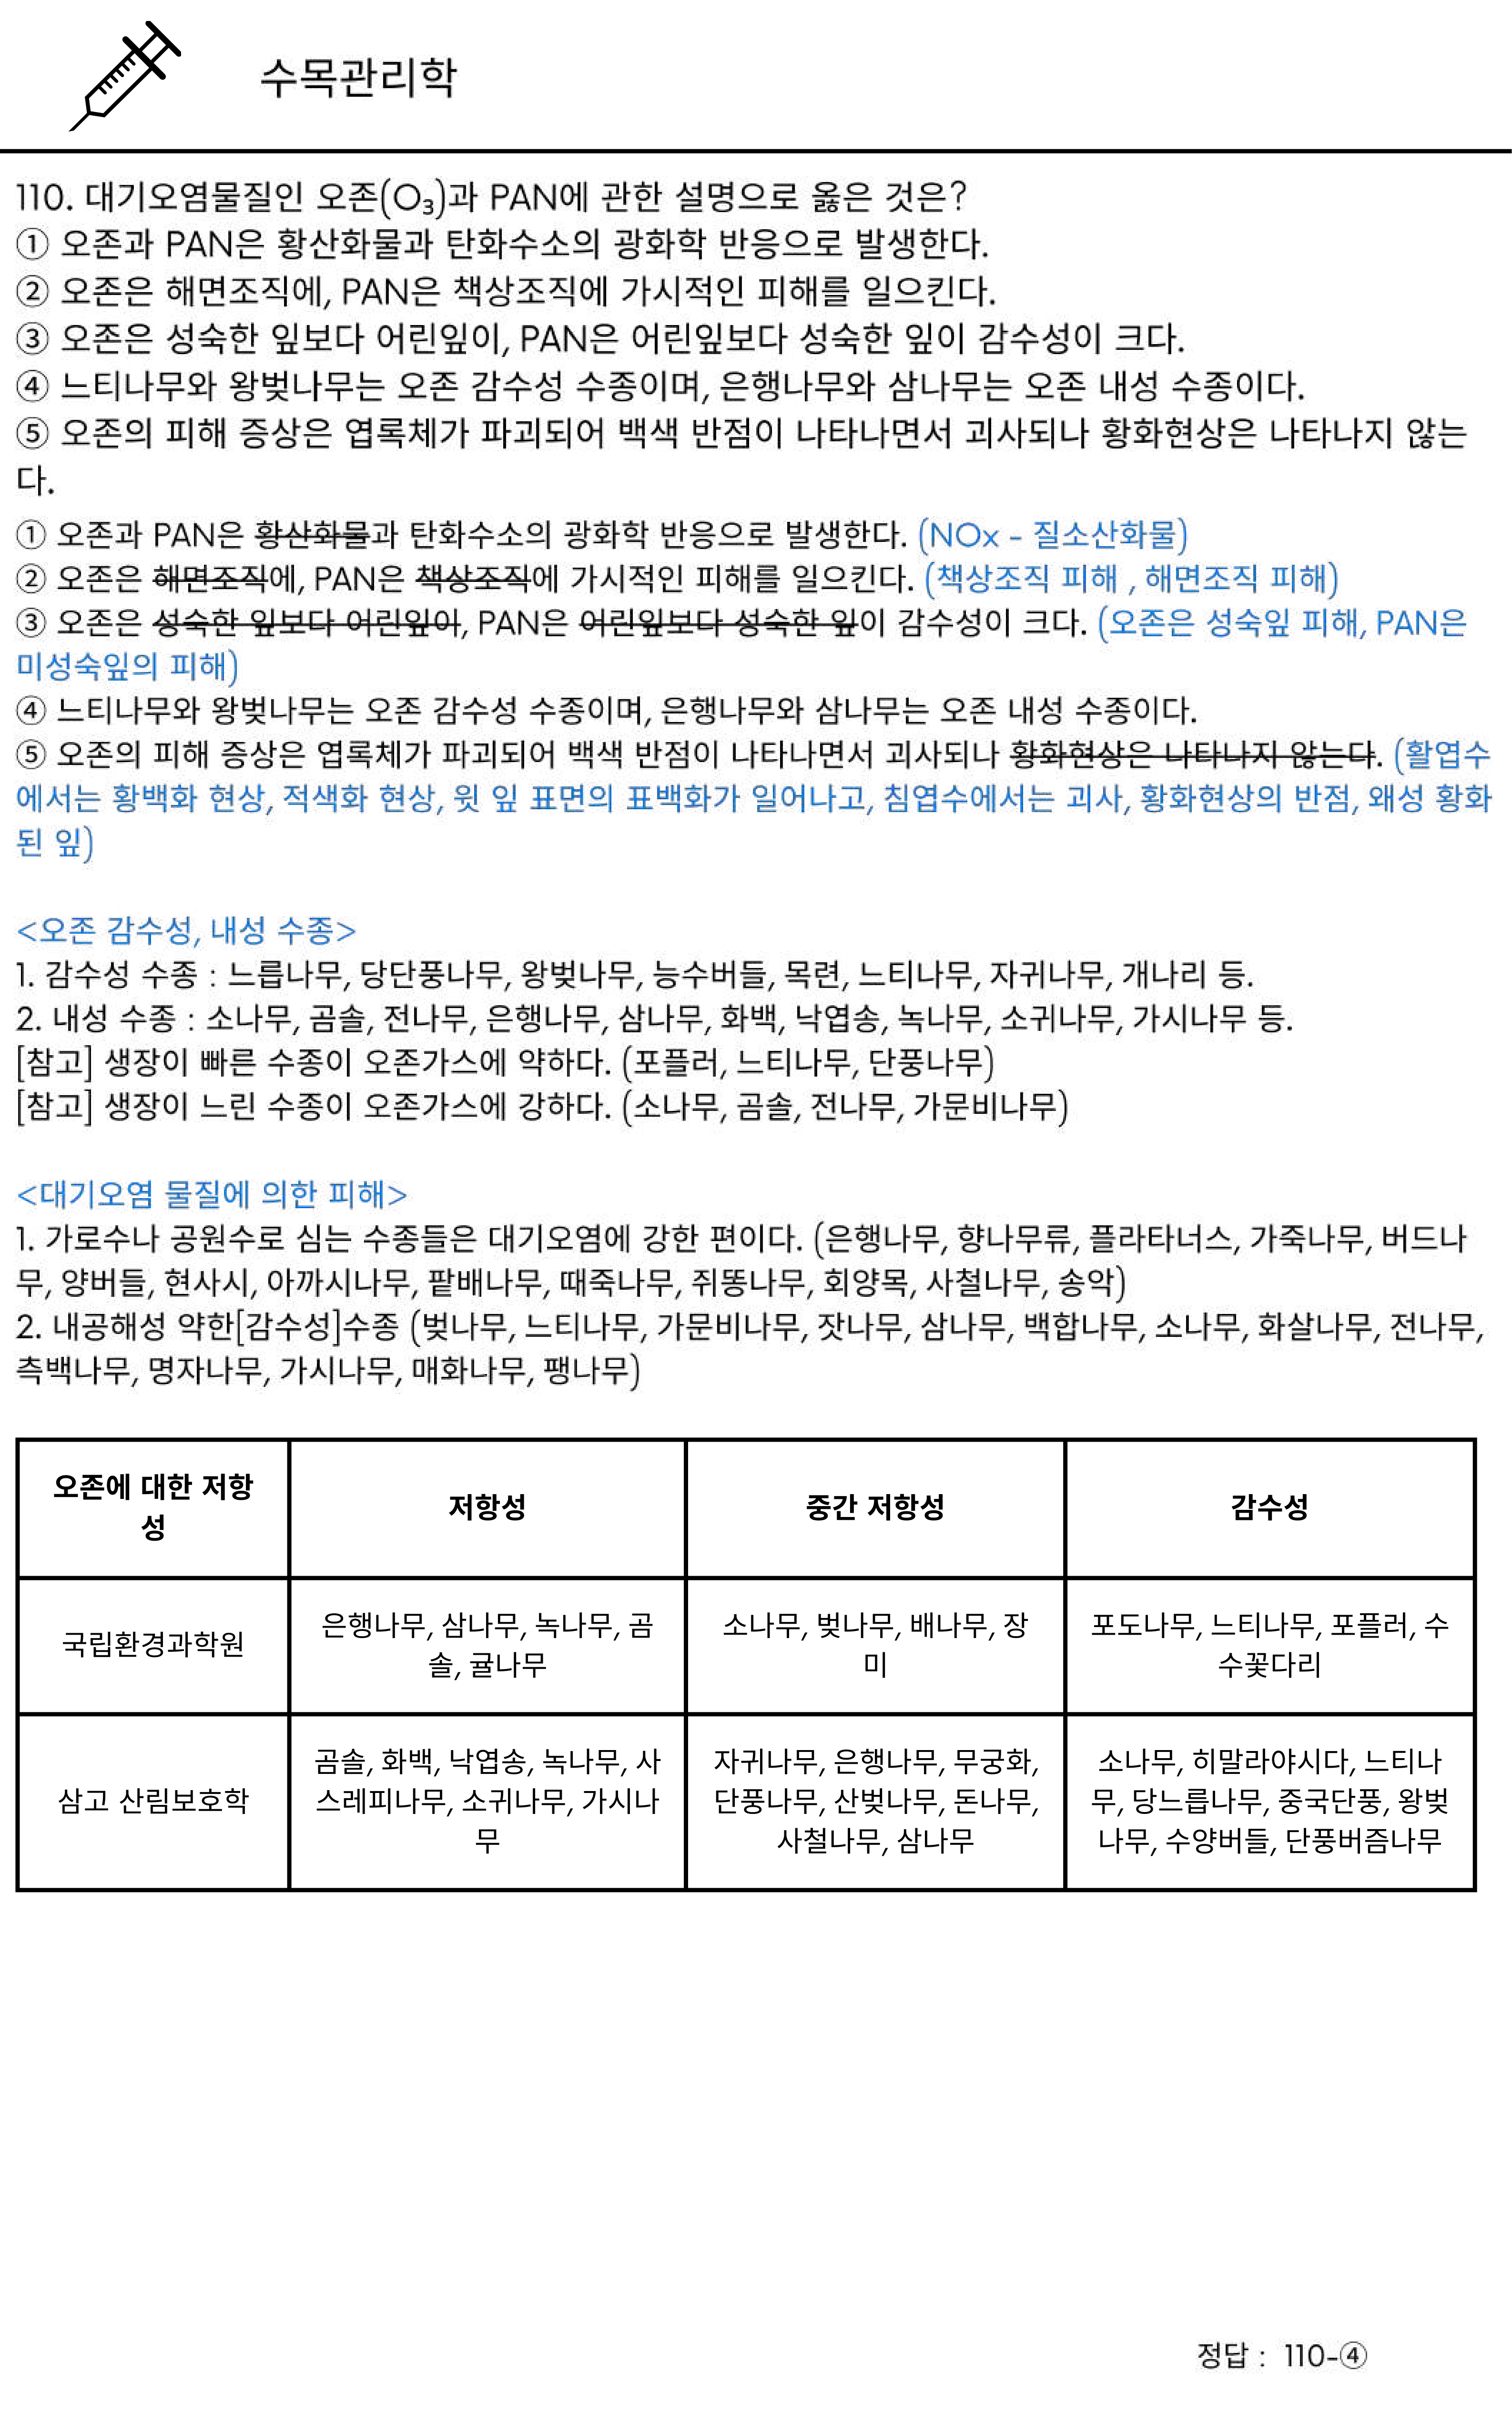 수목관리학
110. 대기오염물질인 오존(O₃)과 PAN에 관한 설명으로 옳은 것은?
① 오존과 PAN은 황산화물과 탄화수소의 광화학 반응으로 발생한다.
② 오존은 해면조직에, PAN은 책상조직에 가시적인 피해를 일으킨다.
③ 오존은 성숙한 잎보다 어린잎이, PAN은 어린잎보다 성숙한 잎이 감수성이 크다.
④ 느티나무와 왕벚나무는 오존 감수성 수종이며, 은행나무와 삼나무는 오존 내성 수종이다.
⑤ 오존의 피해 증상은 엽록체가 파괴되어 백색 반점이 나타나면서 괴사되나 황화현상은 나타나지 않는
다.
① 오존과 PAN은 황산화물과 탄화수소의 광화학 반응으로 발생한다. (NOx - 질소산화물)
② 오존은 해면조직에, PAN은 책상조직에 가시적인 피해를 일으킨다. (책상조직 피해 , 해면조직 피해)
③ 오존은 성숙한 잎보다 어린잎이, PAN은 어린잎보다 성숙한 잎이 감수성이 크다. (오존은 성숙잎 피해, PAN은
미성숙잎의 피해)
④ 느티나무와 왕벚나무는 오존 감수성 수종이며, 은행나무와 삼나무는 오존 내성 수종이다.
⑤ 오존의 피해 증상은 엽록체가 파괴되어 백색 반점이 나타나면서 괴사되나 황화현상은 나타나지 않는다. (활엽수
에서는 황백화 현상, 적색화 현상, 윗 잎 표면의 표백화가 일어나고, 침엽수에서는 괴사, 황화현상의 반점, 왜성 황화
된 잎)
<오존 감수성, 내성 수종>
1. 감수성 수종 : 느릅나무, 당단풍나무, 왕벚나무, 능수버들, 목련, 느티나무, 자귀나무, 개나리 등.
2. 내성 수종 : 소나무, 곰솔, 전나무, 은행나무, 삼나무, 화백, 낙엽송, 녹나무, 소귀나무, 가시나무 등.
[참고] 생장이 빠른 수종이 오존가스에 약하다. (포플러, 느티나무, 단풍나무)
[참고] 생장이 느린 수종이 오존가스에 강하다. (소나무, 곰솔, 전나무, 가문비나무)
<대기오염 물질에 의한 피해>
1. 가로수나 공원수로 심는 수종들은 대기오염에 강한 편이다. (은행나무, 향나무류, 플라타너스, 가죽나무, 버드나
무, 양버들, 현사시, 아까시나무, 팥배나무, 때죽나무, 쥐똥나무, 회양목, 사철나무, 송악)
2. 내공해성 약한[감수성]수종 (벚나무, 느티나무, 가문비나무, 잣나무, 삼나무, 백합나무, 소나무, 화살나무, 전나무,
측백나무, 명자나무, 가시나무, 매화나무, 팽나무)
오존에 대한 저항
성
저항성
중간 저항성
감수성
국립환경과학원
은행나무, 삼나무, 녹나무, 곰
솔, 귤나무
소나무, 벚나무, 배나무, 장
미
포도나무, 느티나무, 포플러, 수
수꽃다리
삼고 산림보호학
곰솔, 화백, 낙엽송, 녹나무, 사
스레피나무, 소귀나무, 가시나
무
자귀나무, 은행나무, 무궁화,
단풍나무, 산벚나무, 돈나무,
사철나무, 삼나무
소나무, 히말라야시다, 느티나
무, 당느릅나무, 중국단풍, 왕벚
나무, 수양버들, 단풍버즘나무
정답 : 110-④